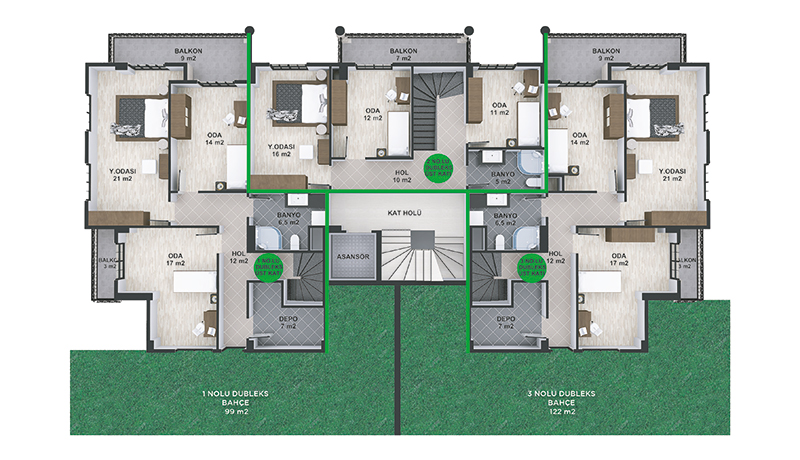 BALKON
9 m2
BALKON
7 m2
BALKON
9 m2
Y.ODASI
21 m2
ODA
14 m2
Y.ODASI
16 m2
ODA
12 m2
ODA
11 m2
ODA
14 m2
Y.ODASI
21 m2
HOL
10 m2
2 NOLU
DUBLEKS
ÜST KATI
BANYO
5 m2
BANYO
6,5 m2
KAT HOLÜ
BANYO
6,5 m2
ASANSÖR
BALKON
3 m2
ODA
17 m2
HOL
12 m2
1 NOLU
DUBLEKS
ÜST KATI
3 NOLU
DUBLEKS
ÜST KATI
HOL
12 m2
ODA
17 m2
BALKON
3 m2
DEPO
7 m2
DEPO
7 m2
1 NOLU DUBLEKS
BAHÇE
99 m2
3 NOLU DUBLEKS
BAHÇE
122 m2